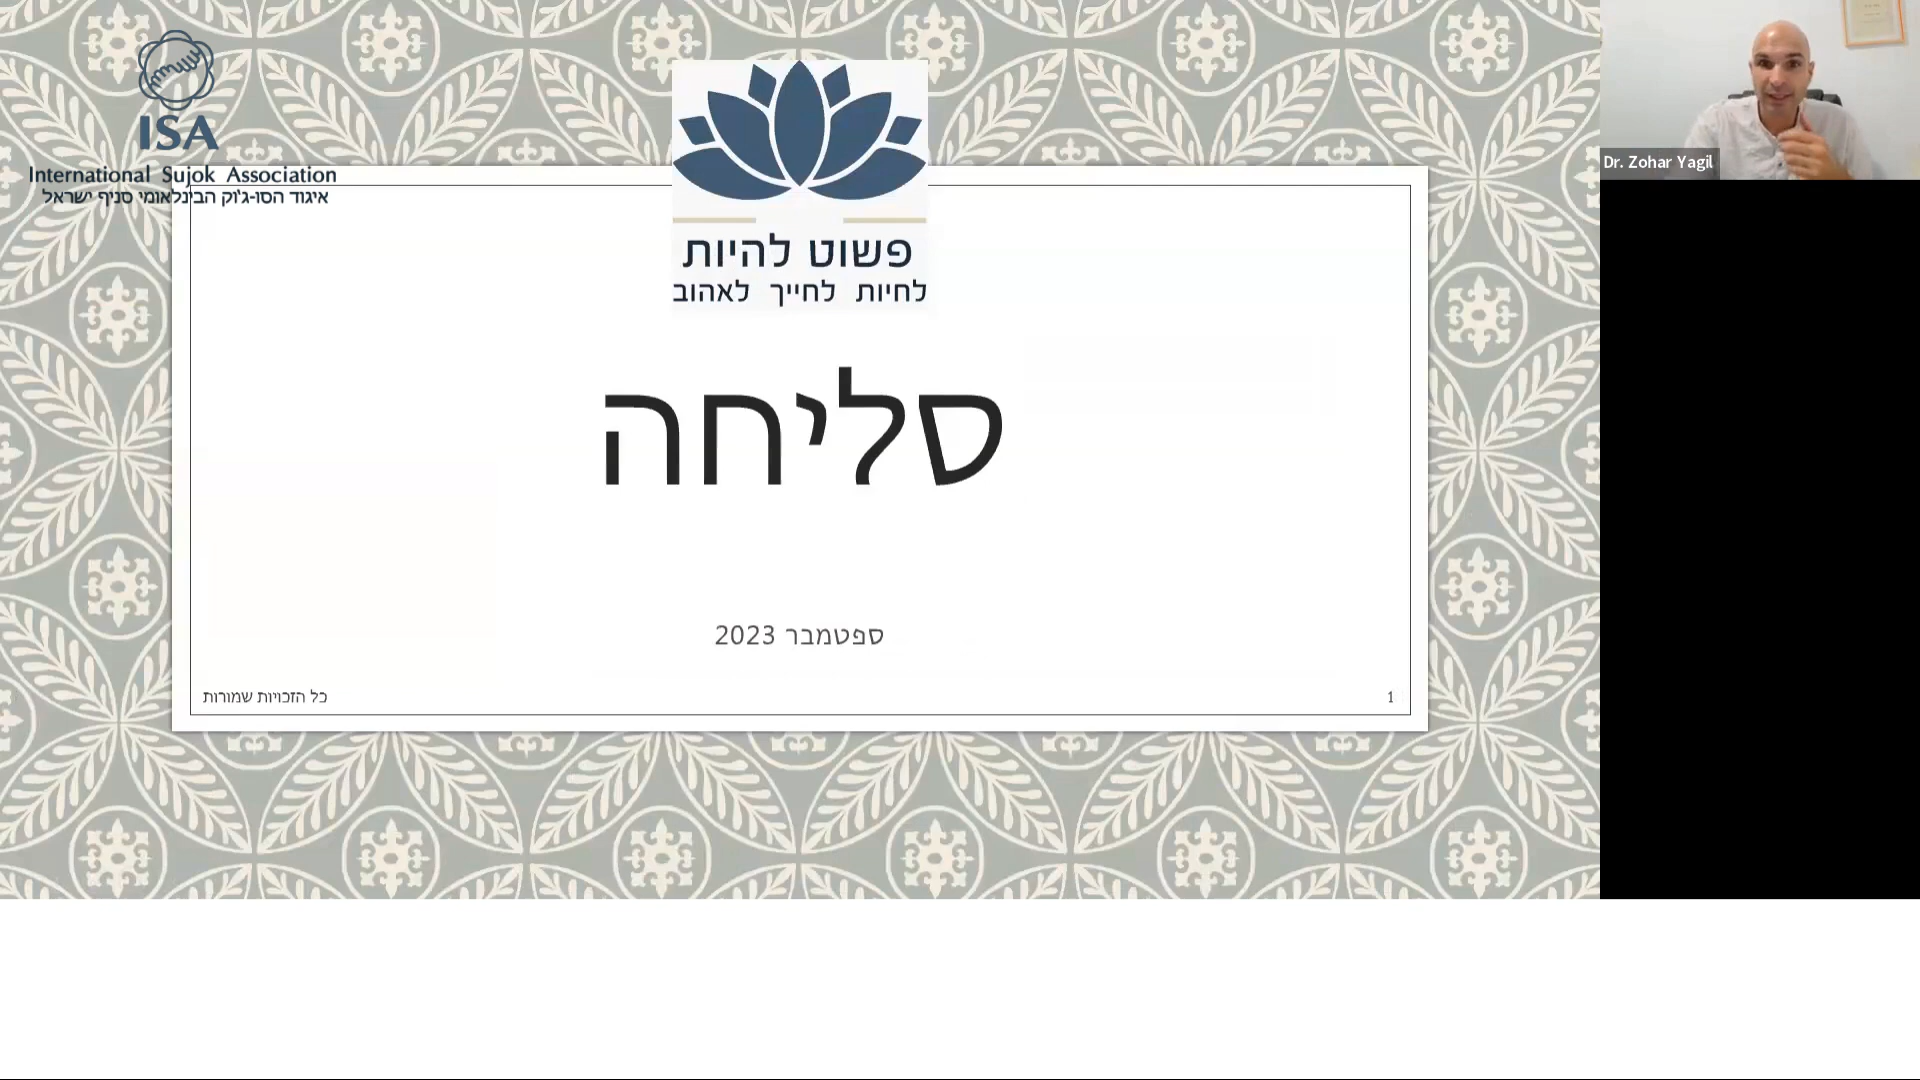 ISA
International Sujok Association
איגוד הסו-ג'וק הבינלאומי סניף ישראל
פשוט להיות
לחיות לחייך לאהוב
סליחה
ספטמבר 2023
כל הזכויות שמורות
1
Dr. Zohar Yagil